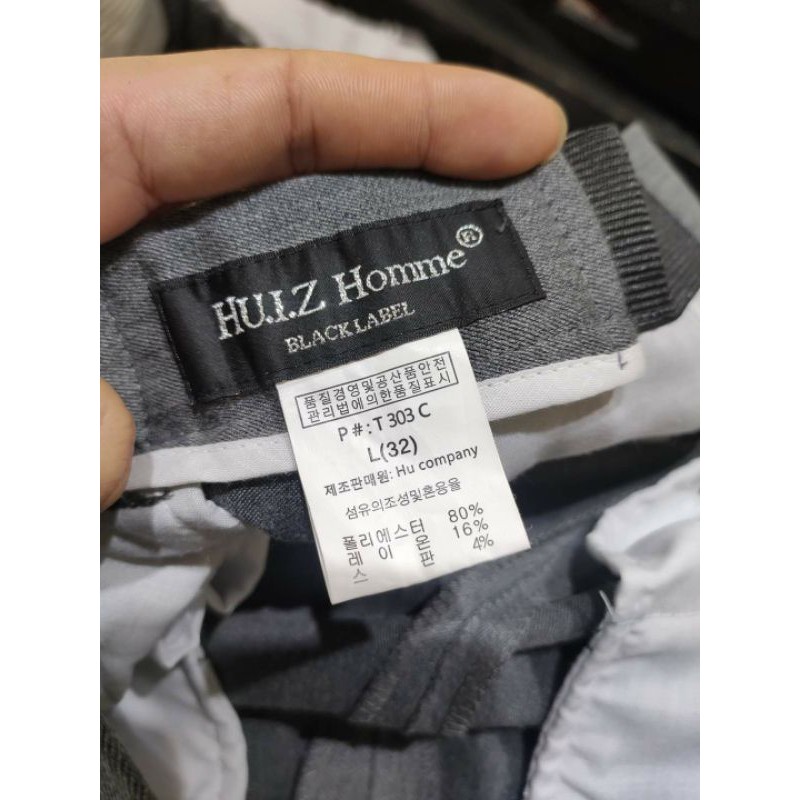 HU.I.Z Homme®
BLACK LABEL
품질경영및공산품안전
관리법에의한품질표시
P #: T 303 C
L(32)
제조판매원: Hu company
섬유의조성및혼용율
폴리에스터 80%
레이온 16%
스판 4%